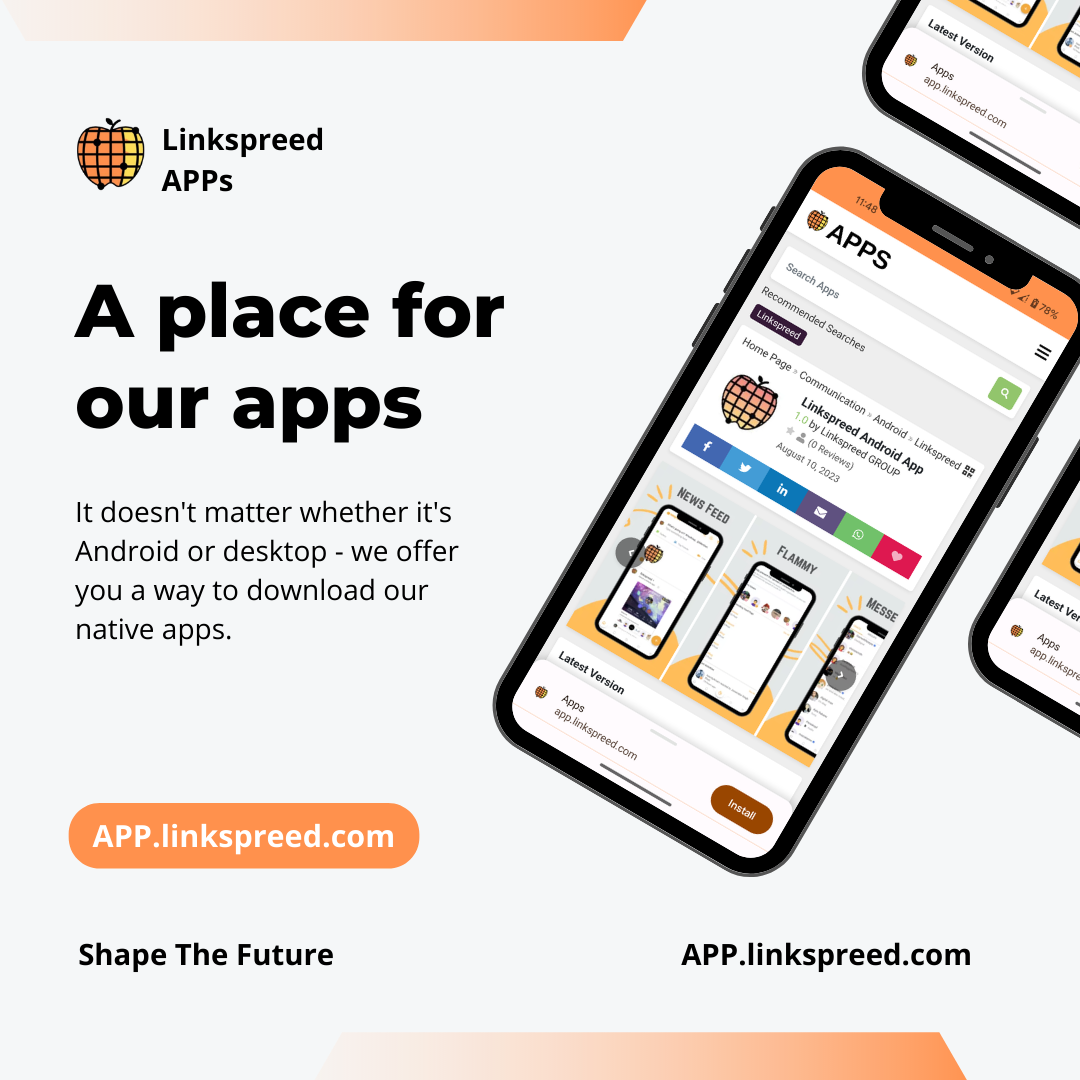 Linkspreed
APPs
A place for
our apps
It doesn't matter whether it's
Android or desktop - we offer
you a way to download our
native apps.
APP.linkspreed.com
Shape The Future
APP.linkspreed.com
Latest Version
Apps
app.linkspreed.com
11:48
78%
APPS
Search Apps
Recommended Searches
Linkspreed
Home Page » Communication » Android » Linkspreed
Linkspreed Android App
1.0 by Linkspreed GROUP
(0 Reviews)
August 10, 2023
NEWS FEED
FLAMMY
MESSE
Latest Version
Apps
app.linkspreed.com
Install
Latest Ve
Apps
app.linkspre